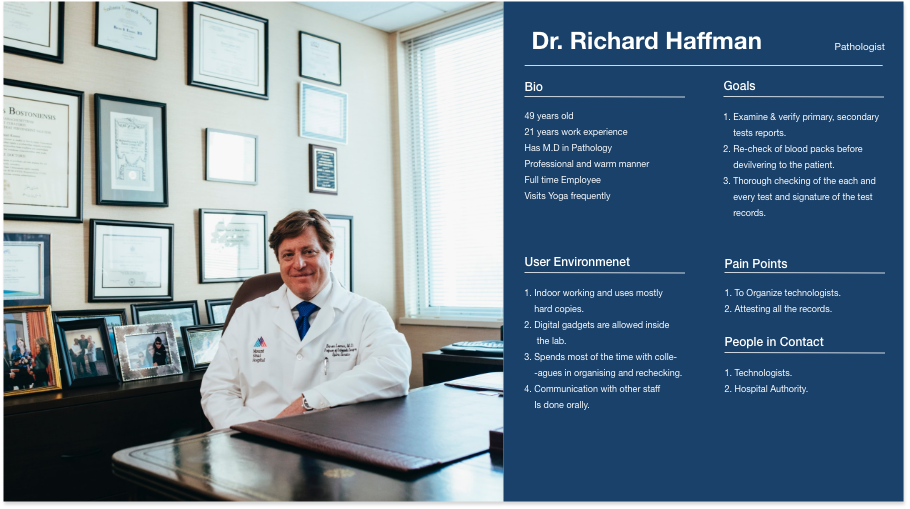 Bostoniensis
Mount
Sinai
Hospital
Dr. Richard Haffman
Pathologist
Bio
49 years old
21 years work experience
Has M.D in Pathology
Professional and warm manner
Full time Employee
Visits Yoga frequently
Goals
1. Examine & verify primary, secondary
tests reports.
2. Re-check of blood packs before
devilvering to the patient.
3. Thorough checking of the each and
every test and signature of the test
records.
User Environmenet
1. Indoor working and uses mostly
hard copies.
2. Digital gadgets are allowed inside
the lab.
3. Spends most of the time with colle-
-agues in organising and rechecking.
4. Communication with other staff
Is done orally.
Pain Points
1. To Organize technologists.
2. Attesting all the records.
People in Contact
1. Technologists.
2. Hospital Authority.